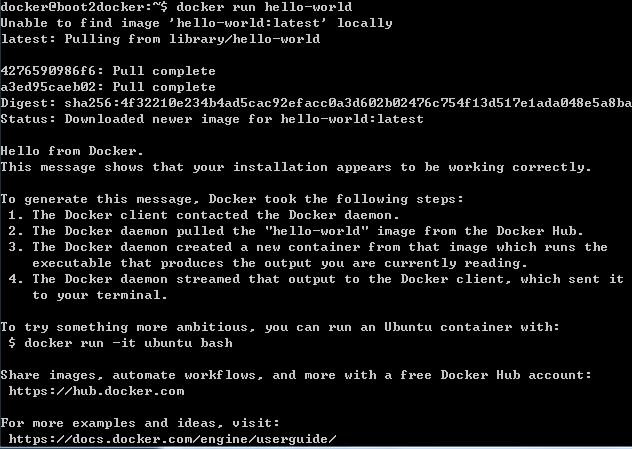 docker@boot2docker:~$ docker run hello-world
Unable to find image 'hello-world:latest' locally
latest: Pulling from library/hello-world
4276590986f6: Pull complete
a3ed95caeb02: Pull complete
Digest: sha256:4f32210e234b4ad5cac92efacc0a3d602b02476c754f13d517e1ada048e5a8ba
Status: Downloaded newer image for hello-world:latest
Hello from Docker.
This message shows that your installation appears to be working correctly.
To generate this message, Docker took the following steps:
1. The Docker client contacted the Docker daemon.
2. The Docker daemon pulled the "hello-world" image from the Docker Hub.
3. The Docker daemon created a new container from that image which runs the
executable that produces the output you are currently reading.
4. The Docker daemon streamed that output to the Docker client, which sent it
to your terminal.
To try something more ambitious, you can run an Ubuntu container with:
$ docker run -it ubuntu bash
Share images, automate workflows, and more with a free Docker Hub account:
https://hub.docker.com
For more examples and ideas, visit:
https://docs.docker.com/engine/userguide/